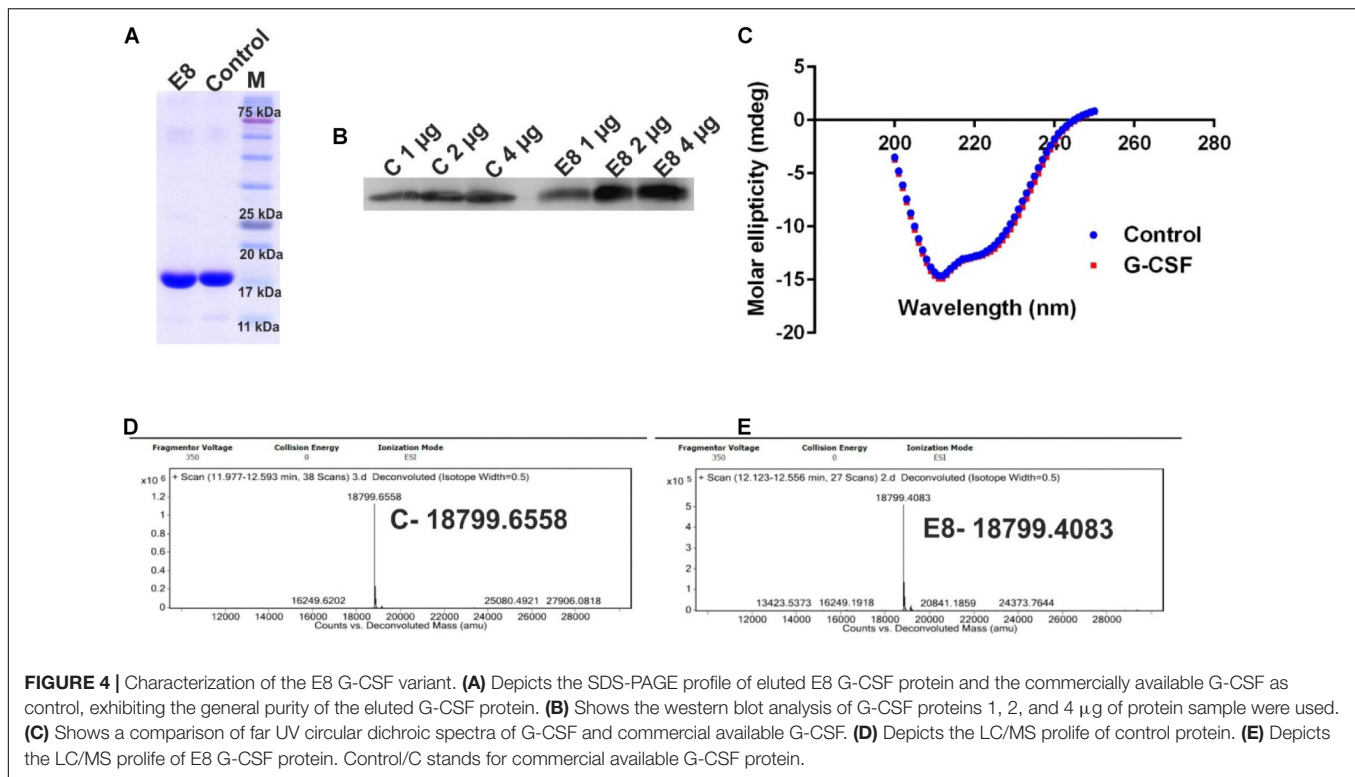 A
E8
Control
M
75 kDa
25 kDa
20 kDa
17 kDa
11 kDa
B
C 1 µg
C 2 µg
C 4 µg
E8 1 µg
E8 2 µg
E8 4 µg
C
Molar ellipticity (mdeg)
5
0
-5
-10
-15
-20
200
220
240
260
280
Wavelength (nm)
Control
G-CSF
D
Fragmentor Voltage Collision Energy Ionization Mode
350 0 ESI
x10 6 + Scan (11.977-12.593 min, 38 Scans) 3.d Deconvoluted (Isotope Width=0.5)
18799.6558
C- 18799.6558
1.2
1
0.8
0.6
0.4
0.2
0
16249.6202 25080.4921 27906.0818
12000 14000 16000 18000 20000 22000 24000 26000 28000
Counts vs. Deconvoluted Mass (amu)
E
Fragmentor Voltage Collision Energy Ionization Mode
350 0 ESI
x10 5 + Scan (12.123-12.556 min, 27 Scans) 2.d Deconvoluted (Isotope Width=0.5)
18799.4083
E8- 18799.4083
5
4
3
2
1
0
13423.5373 16249.1918 20841.1859 24373.7644
12000 14000 16000 18000 20000 22000 24000 26000 28000
Counts vs. Deconvoluted Mass (amu)
FIGURE 4 | Characterization of the E8 G-CSF variant. (A) Depicts the SDS-PAGE profile of eluted E8 G-CSF protein and the commercially available G-CSF as
control, exhibiting the general purity of the eluted G-CSF protein. (B) Shows the western blot analysis of G-CSF proteins 1, 2, and 4 µg of protein sample were used.
(C) Shows a comparison of far UV circular dichroic spectra of G-CSF and commercial available G-CSF. (D) Depicts the LC/MS prolife of control protein. (E) Depicts
the LC/MS prolife of E8 G-CSF protein. Control/C stands for commercial available G-CSF protein.